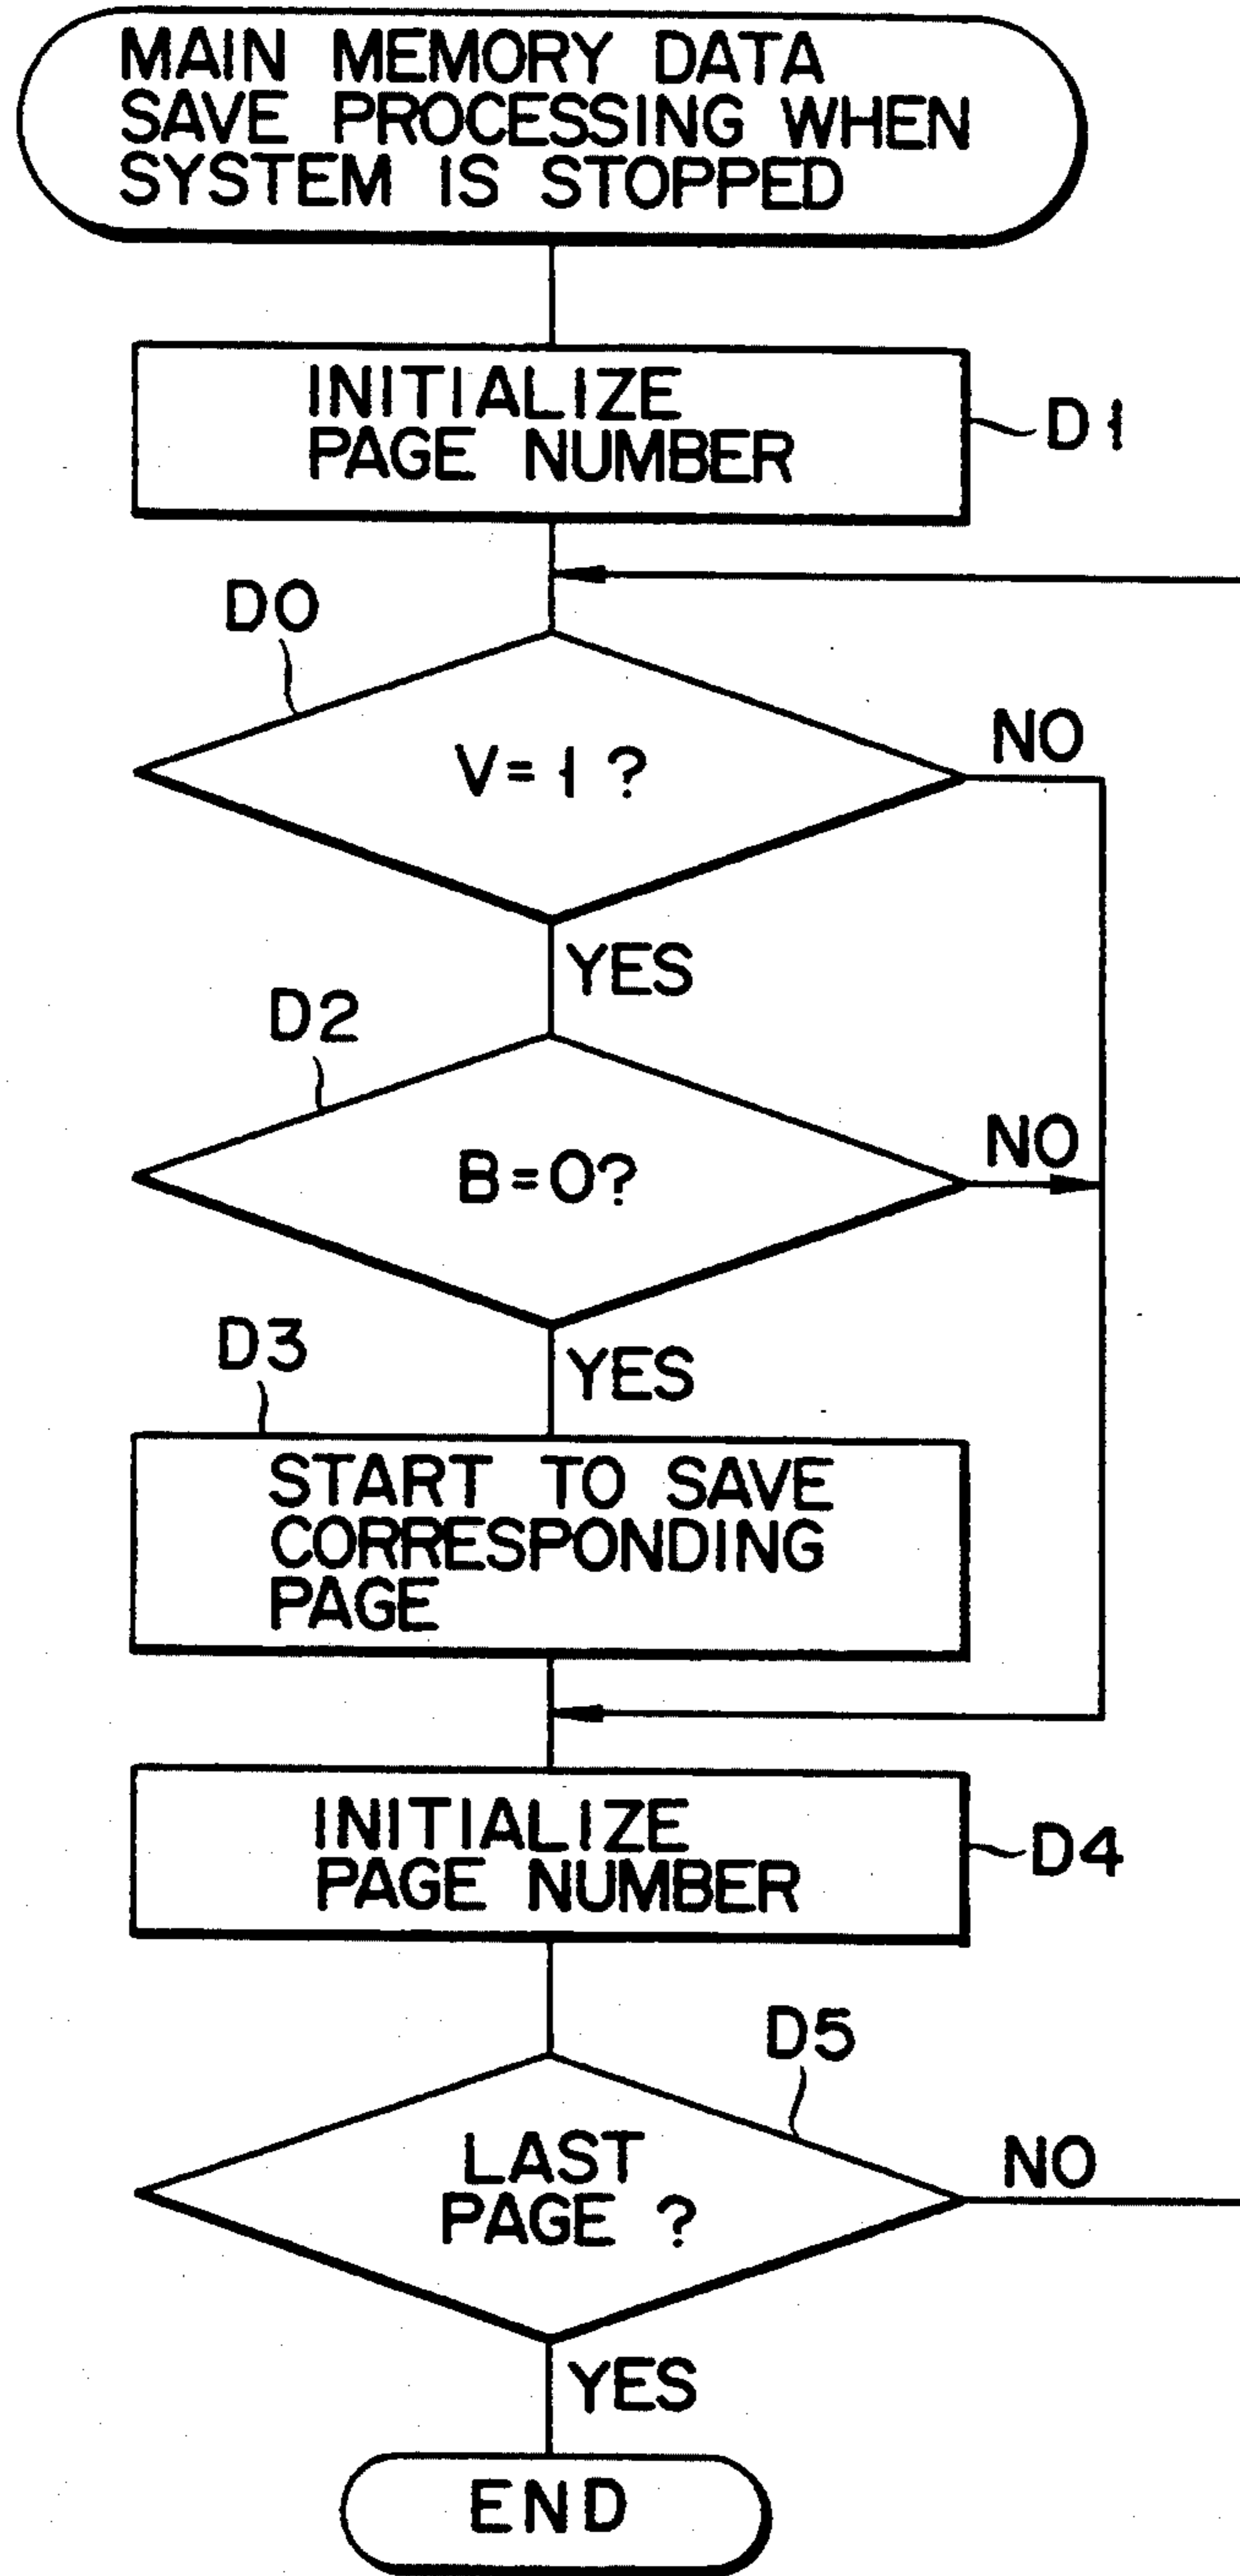 MAIN MEMORY DATA
SAVE PROCESSING WHEN
SYSTEM IS STOPPED
INITIALIZE
PAGE NUMBER
D1
D0
V=1?
NO
YES
D2
B=0?
NO
YES
D3
START TO SAVE
CORRESPONDING
PAGE
INITIALIZE
PAGE NUMBER
D4
D5
LAST
PAGE ?
NO
YES
END